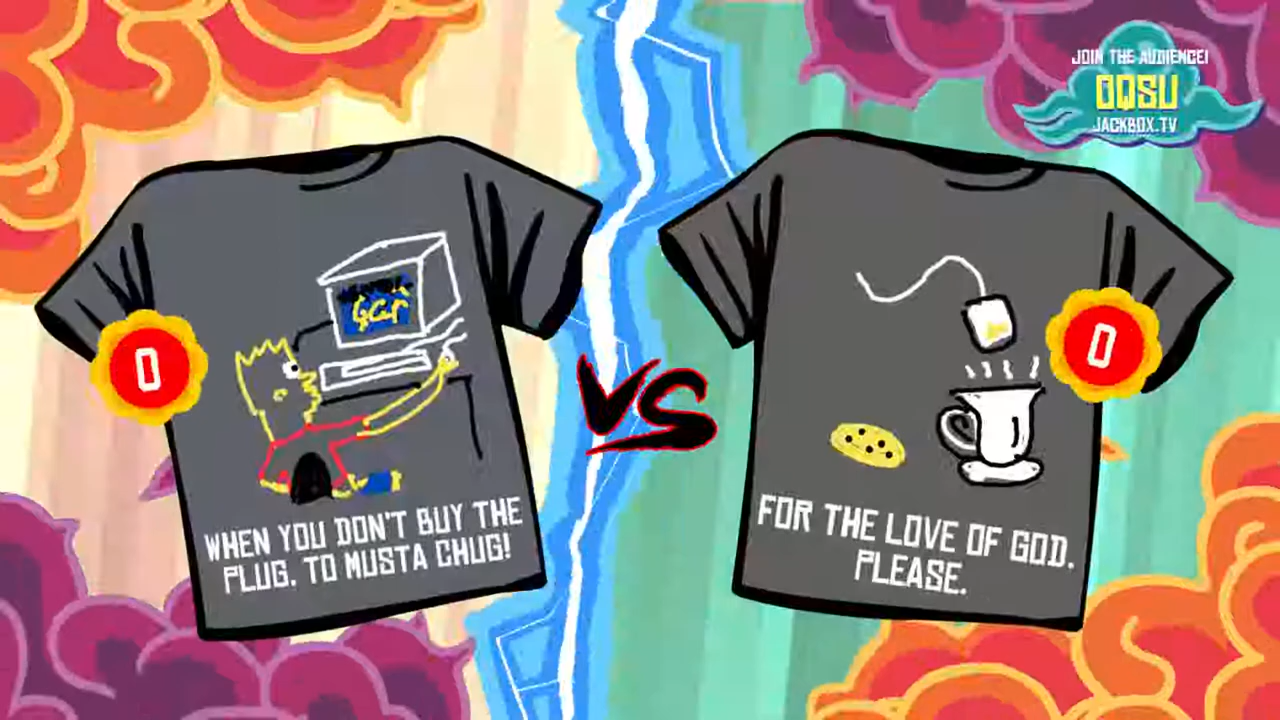 JOIN THE AUDIENCE!
OQSU
JACKBOX.TV
0
VS
0
WHEN YOU DON'T BUY THE
PLUG. TO MUSTA CHUG!
FOR THE LOVE OF GOD.
PLEASE.